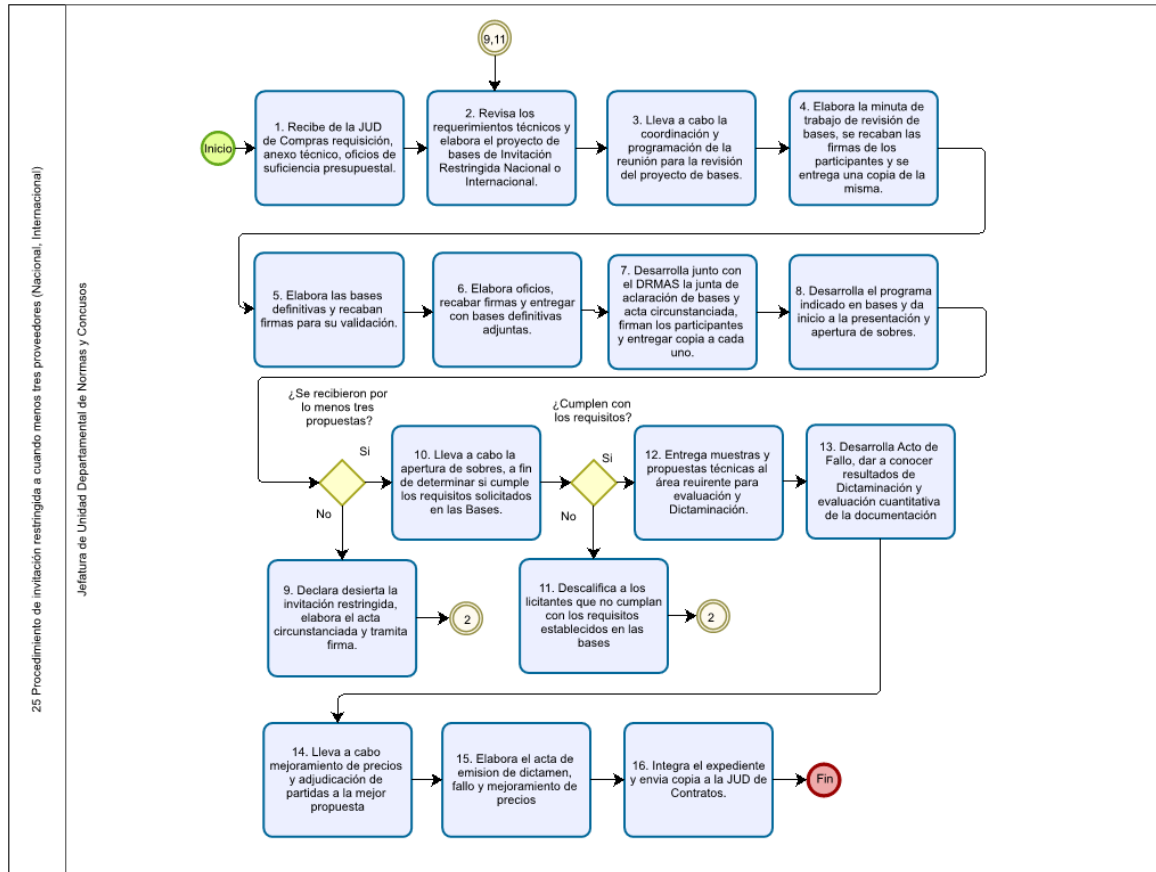 25 Procedimiento de invitación restringida a cuando menos tres proveedores (Nacional, Internacional)
Jefatura de Unidad Departamental de Normas y Concusos
9,11
Inicio
1. Recibe de la JUD
de Compras requisición,
anexo técnico, oficios de
suficiencia presupuestal.
2. Revisa los
requerimientos técnicos y
elabora el proyecto de
bases de Invitación
Restringida Nacional o
Internacional.
3. Lleva a cabo la
coordinación y
programación de la
reunión para la revisión
del proyecto de bases.
4. Elabora la minuta de
trabajo de revisión de
bases, se recaban las
firmas de los
participantes y se
entrega una copia de la
misma.
5. Elabora las bases
definitivas y recaban
firmas para su validación.
6. Elabora oficios,
recabar firmas y entregar
con bases definitivas
adjuntas.
7. Desarrolla junto con
el DRMAS la junta de
aclaración de bases y
acta circunstanciada,
firman los participantes
y entregar copia a cada
uno.
8. Desarrolla el programa
indicado en bases y da
inicio a la presentación y
apertura de sobres.
¿Se recibieron por
lo menos tres
propuestas?
Si
No
10. Lleva a cabo la
apertura de sobres, a fin
de determinar si cumple
los requisitos solicitados
en las Bases.
¿Cumplen con
los requisitos?
Si
No
12. Entrega muestras y
propuestas técnicas al
área reuirente para
evaluación y
Dictaminación.
13. Desarrolla Acto de
Fallo, dar a conocer
resultados de
Dictaminación y
evaluación cuantitativa
de la documentación
9. Declara desierta la
invitación restringida,
elabora el acta
circunstanciada y tramita
firma.
2
11. Descalifica a los
licitantes que no cumplan
con los requisitos
establecidos en las
bases
2
14. Lleva a cabo
mejoramiento de precios
y adjudicación de
partidas a la mejor
propuesta
15. Elabora el acta de
emision de dictamen,
fallo y mejoramiento de
precios
16. Integra el expediente
y envia copia a la JUD de
Contratos.
Fin